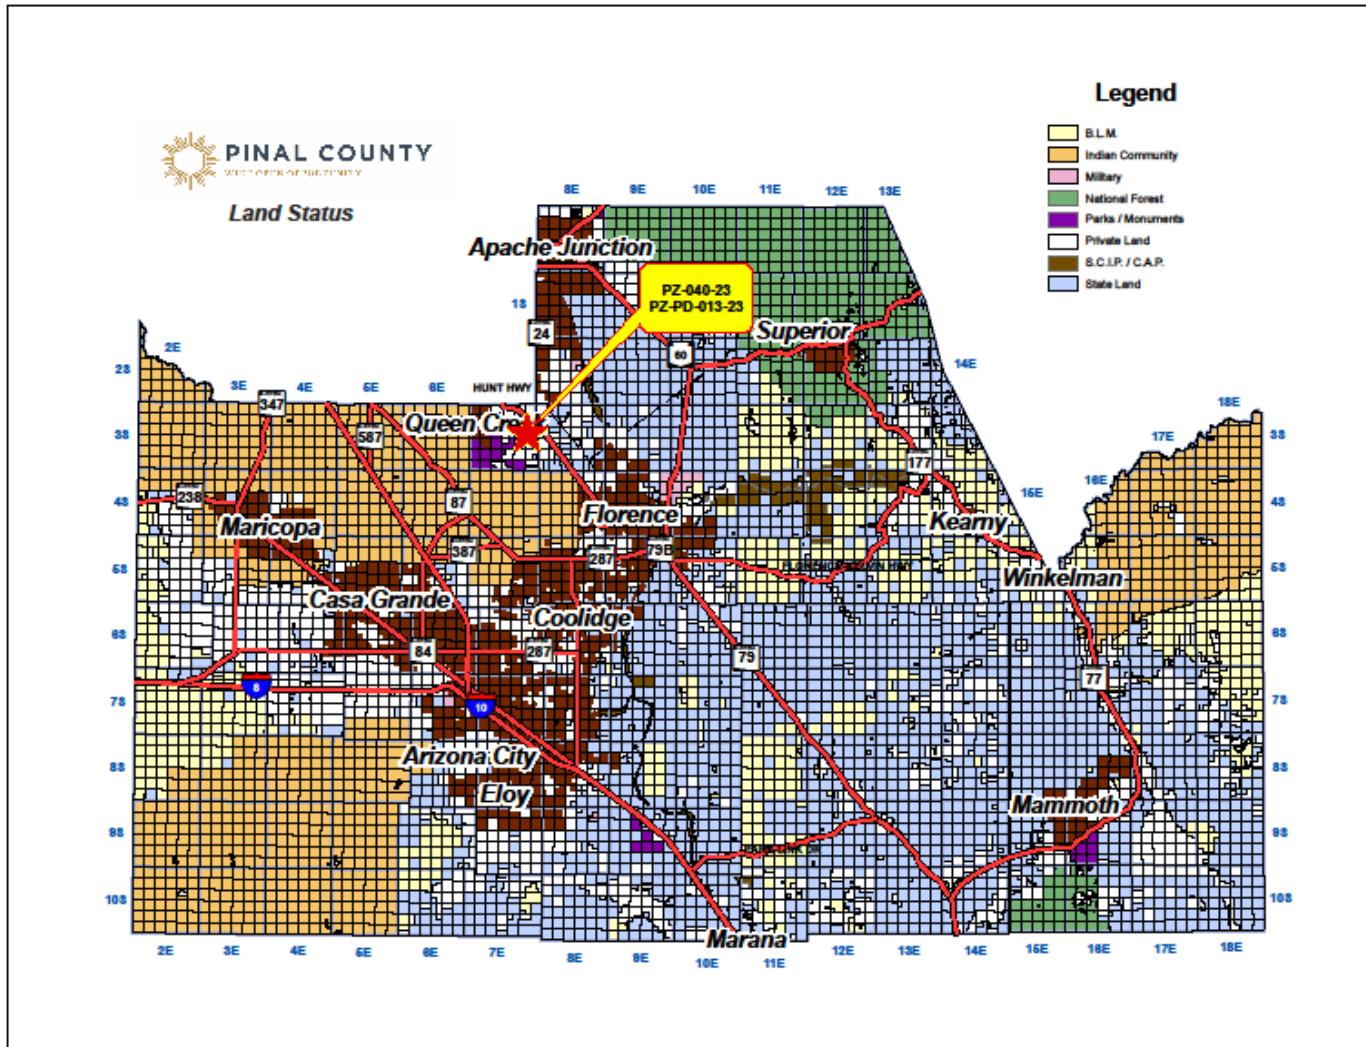 Legend
B.L.M.
Indian Community
Military
National Forest
Parks / Monuments
Private Land
S.C.I.P. / C.A.P.
State Land
PINAL COUNTY
WIDE OPEN OPPORTUNITY
Land Status
8E 9E 10E 11E 12E 13E
Apache Junction
PZ-040-23
PZ-PD-013-23
1S
24
Superior
60
2E
14E
2S
3E 4E 5E 6E
HUNT HWY
347
18E
Queen Creek
587
3S
17E
3S
177
16E
238
87
4S
15E
4S
Maricopa
Florence
Kearny
387
287
79B
5S
5S
Winkelman
Casa Grande
Coolidge
6S
6S
84
287
79
77
8
7S
7S
10
Arizona City
8S
8S
Eloy
Mammoth
9S
9S
10S
10S
Marana
2E 3E 4E 5E 6E 7E 8E 9E 10E 11E 12E 13E 14E 15E 16E 17E 18E